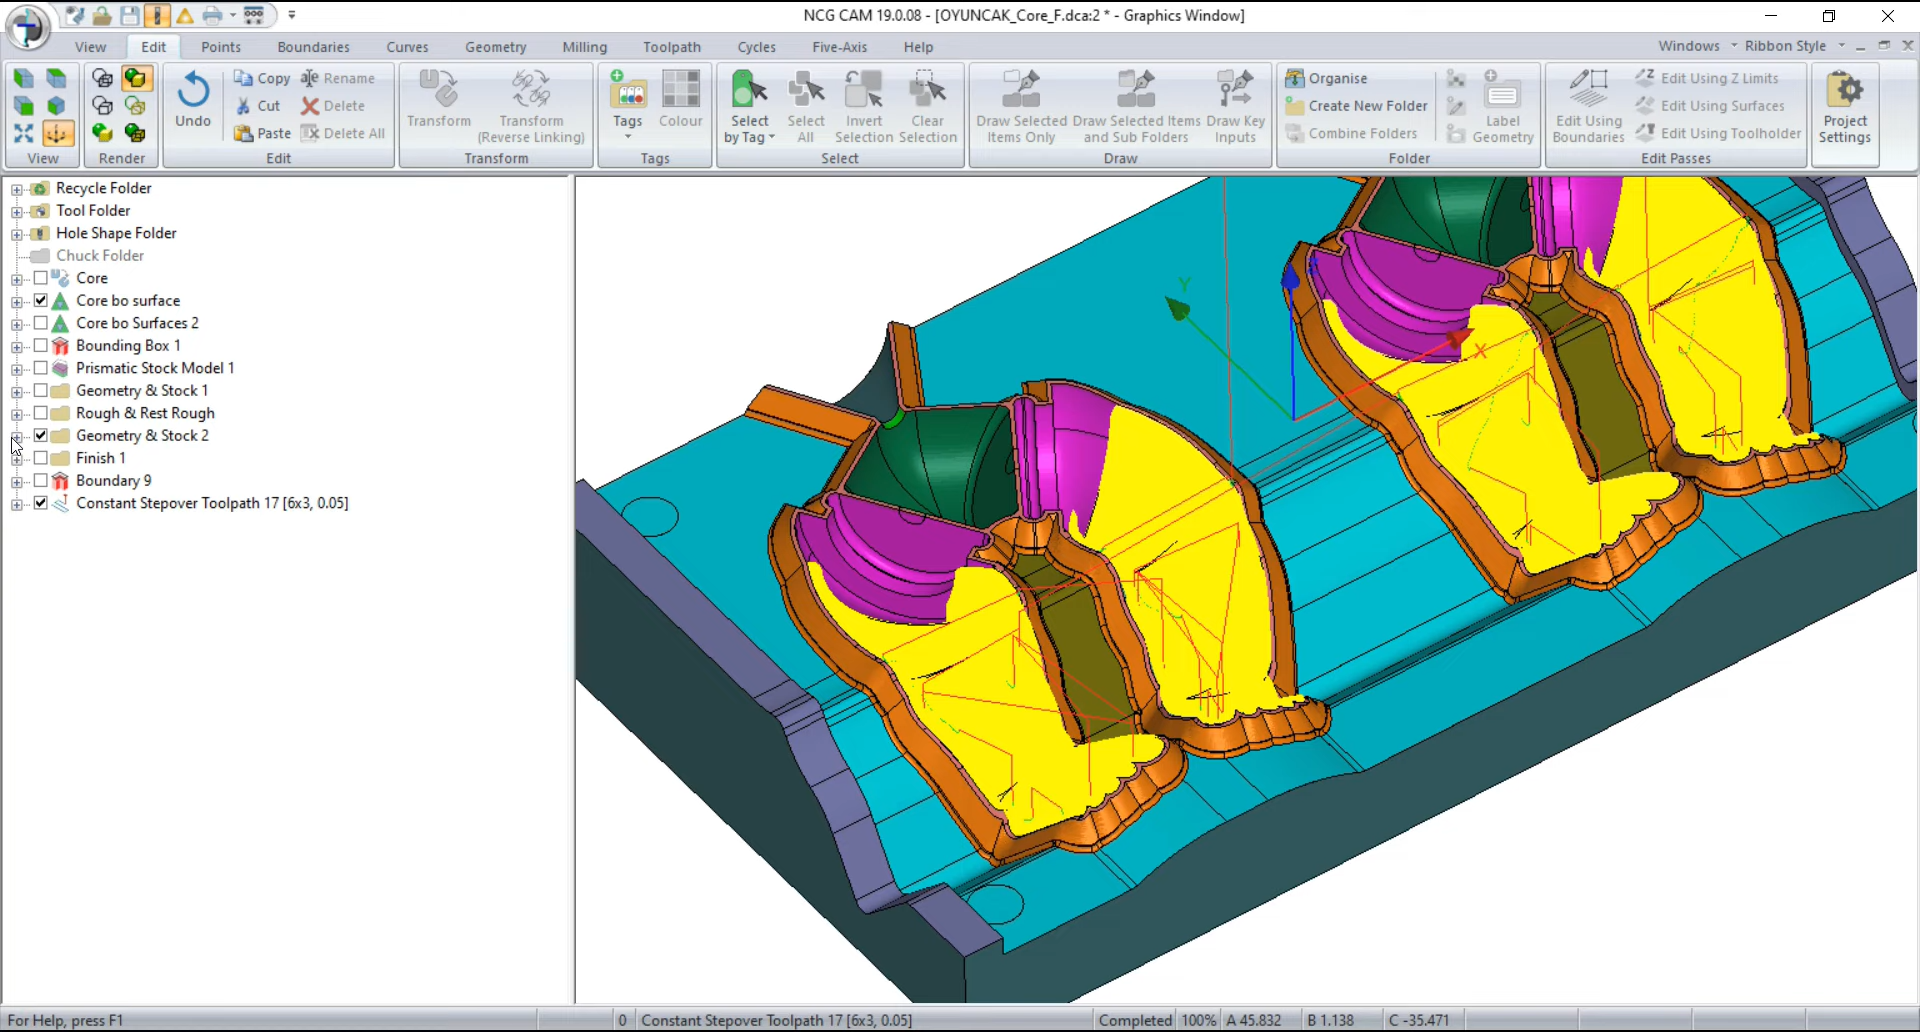 NCG CAM 19.0.08 - [OYUNCAK_Core_F.dca:2 * - Graphics Window]
View Edit Points Boundaries Curves Geometry Milling Toolpath Cycles Five-Axis Help Windows Ribbon Style
Undo Copy Rename
Cut Delete
Paste Delete All
Transform Transform (Reverse Linking)
Tags Colour
Select by Tag Select All Invert Selection Clear Selection
Draw Selected Items Only Draw Selected Items and Sub Folders Draw Key Inputs
Organise
Create New Folder
Combine Folders
Label Geometry
Edit Using Boundaries
Edit Using Z Limits
Edit Using Surfaces
Edit Using Toolholder
Project Settings
View Render Edit Transform Tags Select Draw Folder Edit Passes
Recycle Folder
Tool Folder
Hole Shape Folder
Chuck Folder
Core
Core bo surface
Core bo Surfaces 2
Bounding Box 1
Prismatic Stock Model 1
Geometry & Stock 1
Rough & Rest Rough
Geometry & Stock 2
Finish 1
Boundary 9
Constant Stepover Toolpath 17 [6x3, 0.05]
Y
Z
X
For Help, press F1 0 Constant Stepover Toolpath 17 [6x3, 0.05] Completed 100% A 45.832 B 1.138 C -35.471